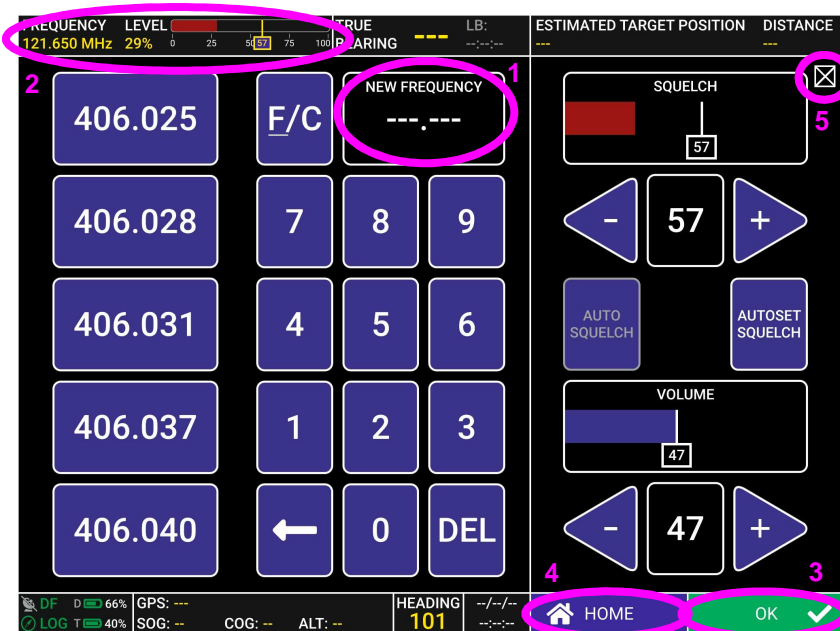 FREQUENCY LEVEL TRUE LB: ESTIMATED TARGET POSITION DISTANCE
121.650 MHz 29% 0 25 50 57 75 100 BEARING --- --:--:-- --- ---
2 1
406.025 F/C NEW FREQUENCY SQUELCH
---.--- 57 5
406.028 7 8 9 - 57 +
406.031 4 5 6 AUTO SQUELCH AUTOSET SQUELCH
406.037 1 2 3 VOLUME
47
406.040 0 DEL - 47 +
4 3
DF D 66% GPS: --- HEADING --/--/-- HOME OK
LOG T 40% SOG: -- COG: -- ALT: -- 101 --:--:--